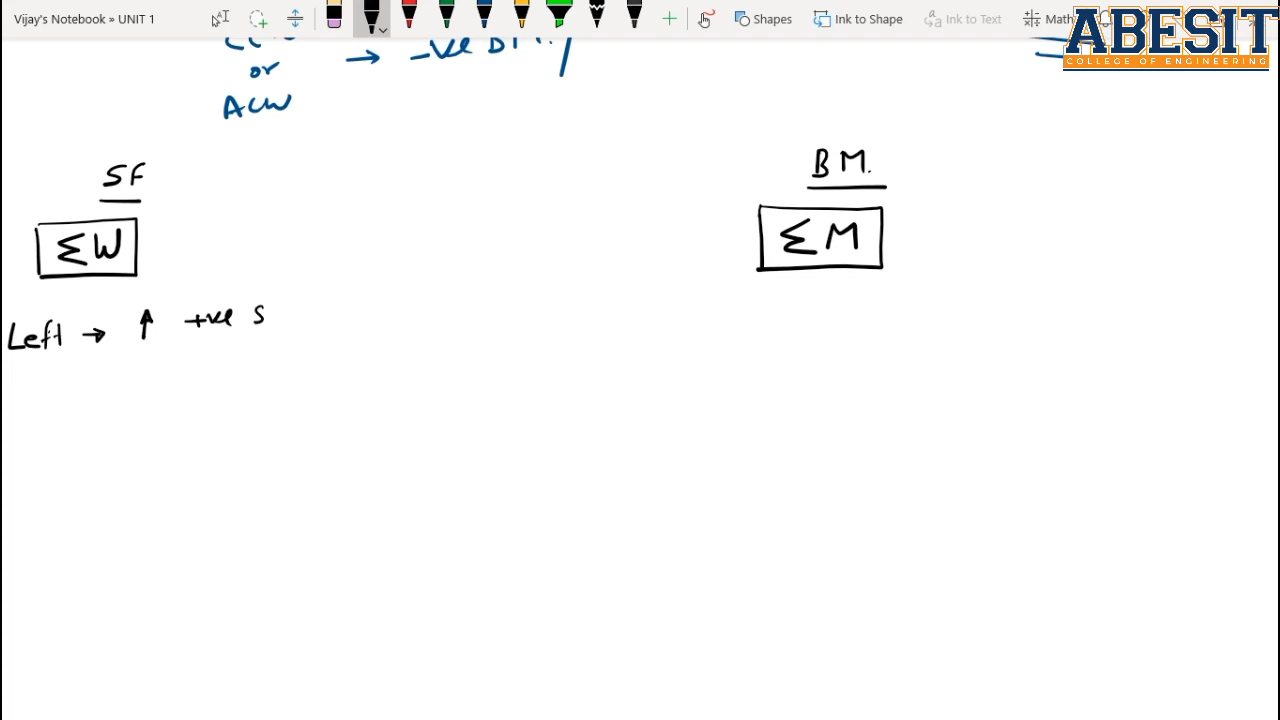 Vijay's Notebook » UNIT 1
Shapes
Ink to Shape
Ink to Text
Math
ABESIT
COLLEGE OF ENGINEERING
or → -ve BM.
ACW
SF
ΣW
Left → ↑ +ve S
B M.
ΣM